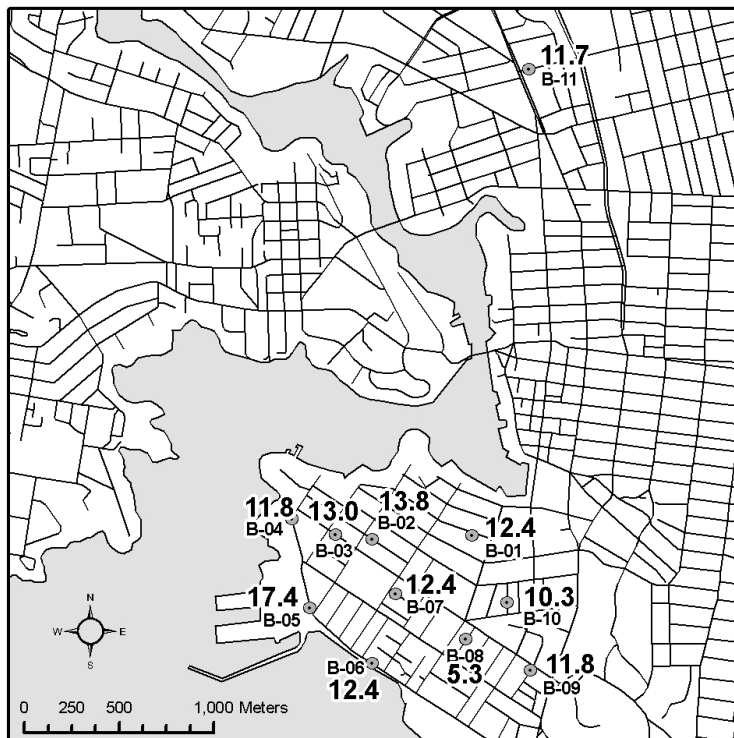 11.7
B-11
13.8
B-02
11.8
B-04
13.0
B-03
12.4
B-01
12.4
B-07
10.3
B-10
17.4
B-05
N
W E
S
B-08
5.3
B-06
12.4
11.8
B-09
0 250 500 1,000 Meters